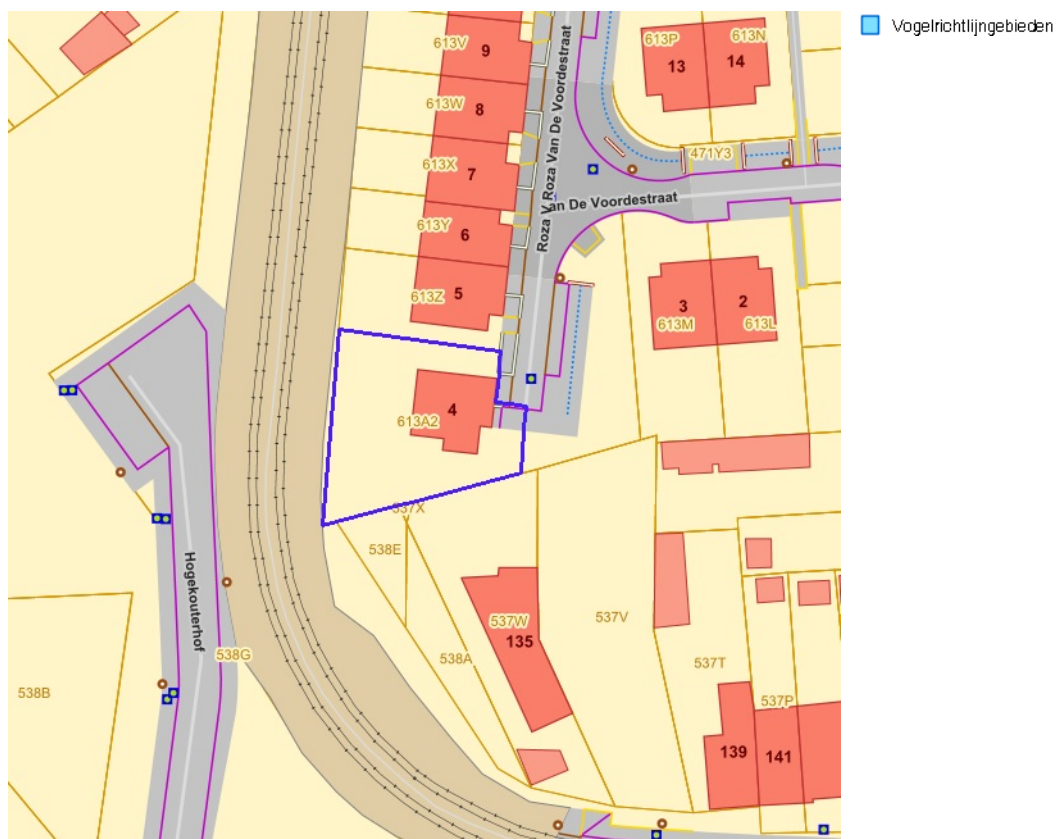 Vogelrichtlijngebieden
613V
9
613P
613N
13
14
613W
8
613X
7
471Y3
Roza Van De Voordestraat
Roza V
an De Voordestraat
613Y
6
613Z
5
3
2
613M
613L
4
613A2
537X
538E
Hogekouterhof
537W
135
537V
538G
538A
537T
538B
537P
139
141